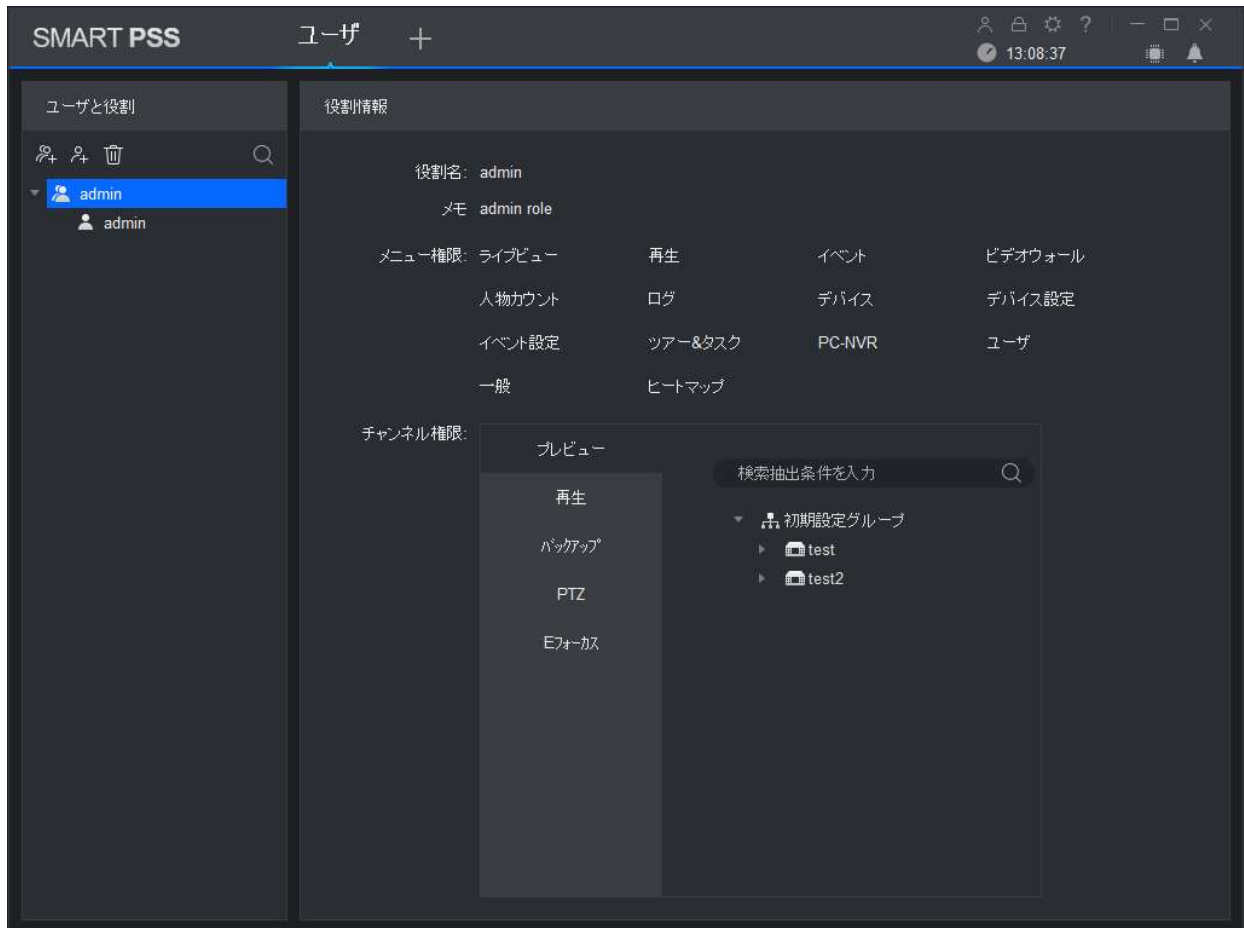 SMART PSS
ユーザ
?
13:08:37
ユーザと役割
役割情報
admin
admin
役割名: admin
メモ admin role
メニュー権限: ライブビュー 再生 イベント ビデオウォール
人物カウント ログ デバイス デバイス設定
イベント設定 ツアー&タスク PC-NVR ユーザ
一般 ヒートマップ
チャンネル権限:
プレビュー
再生
バックアップ
PTZ
Eフォーカス
検索抽出条件を入力
初期設定グループ
test
test2